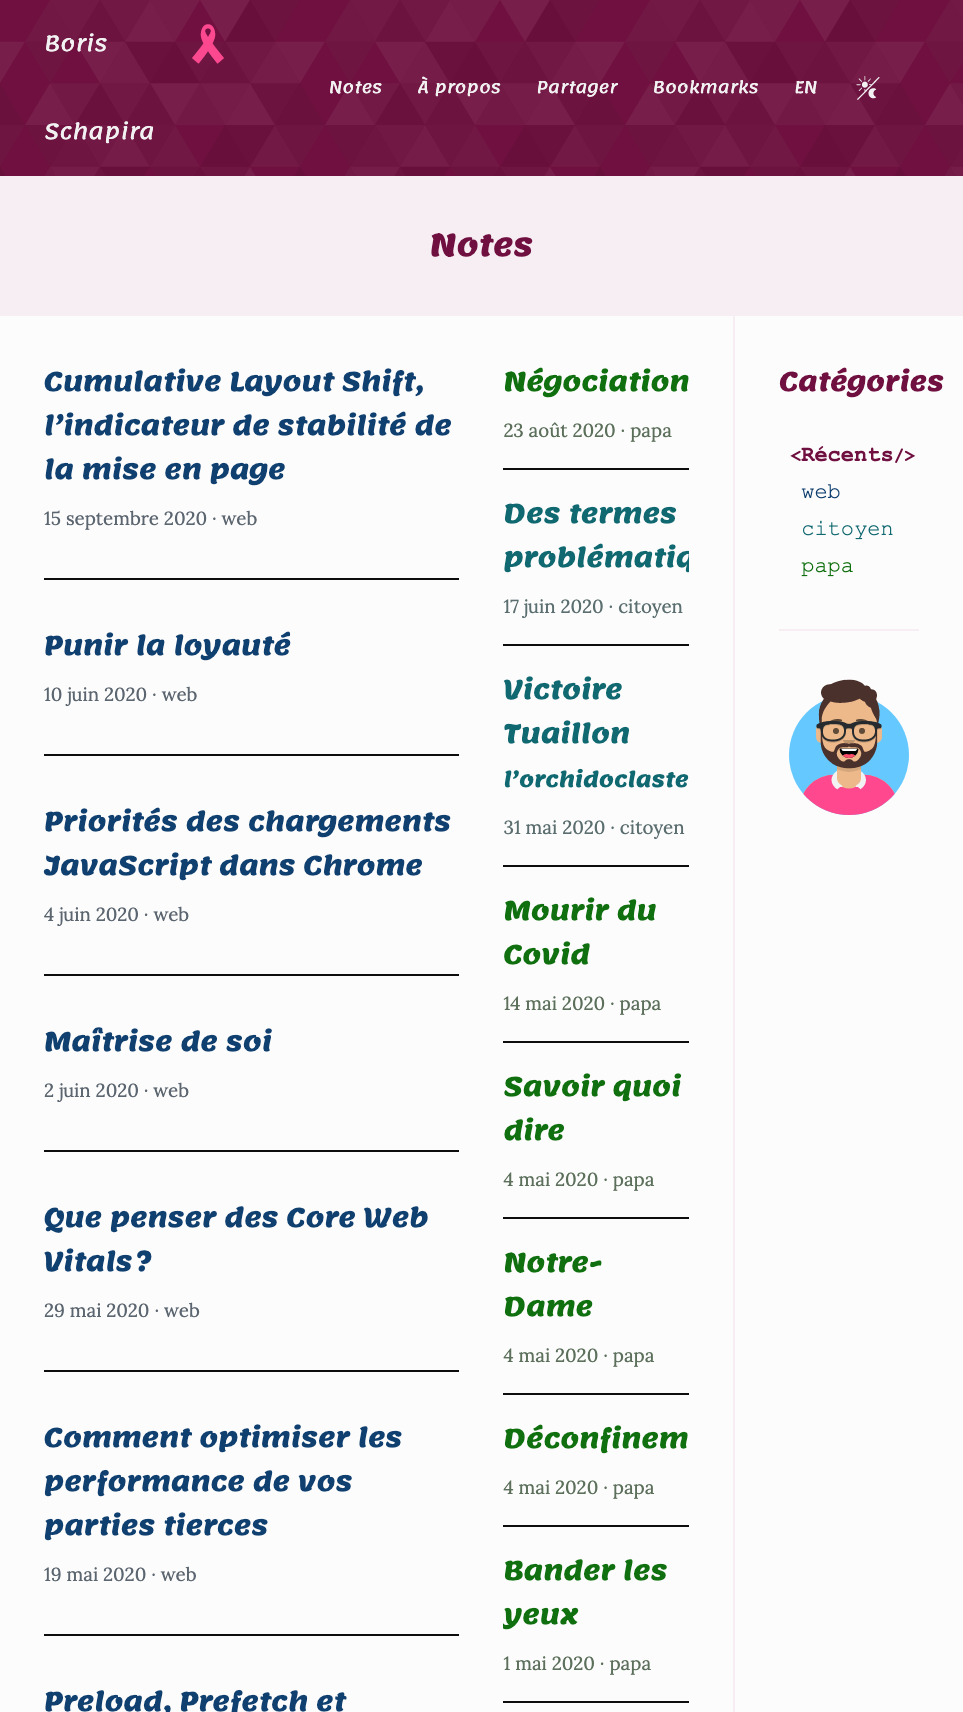 Boris
Schapira
Notes
À propos
Partager
Bookmarks
EN
Notes
Cumulative Layout Shift,
l’indicateur de stabilité de
la mise en page
15 septembre 2020 · web
Punir la loyauté
10 juin 2020 · web
Priorités des chargements
JavaScript dans Chrome
4 juin 2020 · web
Maîtrise de soi
2 juin 2020 · web
Que penser des Core Web
Vitals ?
29 mai 2020 · web
Comment optimiser les
performance de vos
parties tierces
19 mai 2020 · web
Preload, Prefetch et
Négociation
23 août 2020 · papa
Des termes
problématiq
17 juin 2020 · citoyen
Victoire
Tuaillon
l’orchidoclaste
31 mai 2020 · citoyen
Mourir du
Covid
14 mai 2020 · papa
Savoir quoi
dire
4 mai 2020 · papa
Notre-
Dame
4 mai 2020 · papa
Déconfinem
4 mai 2020 · papa
Bander les
yeux
1 mai 2020 · papa
Catégories
<Récents/>
web
citoyen
papa